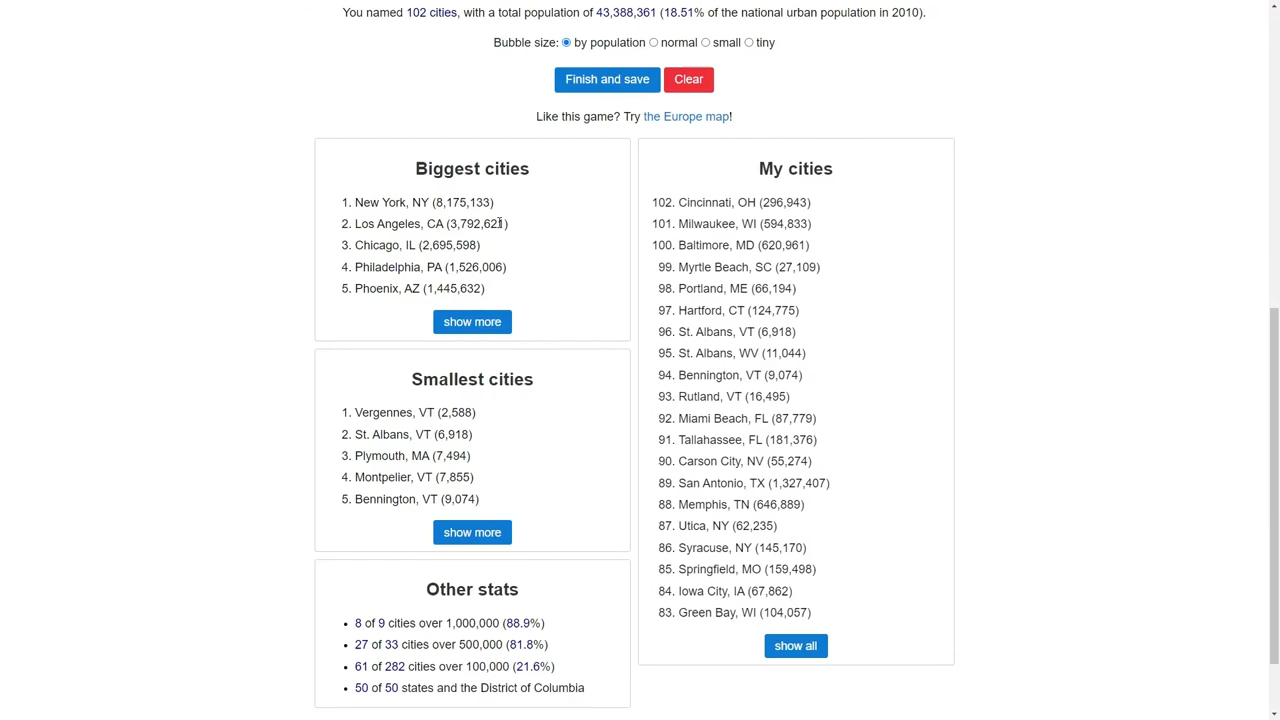 You named 102 cities, with a total population of 43,388,361 (18.51% of the national urban population in 2010).
Bubble size: by population normal small tiny
Finish and save Clear
Like this game? Try the Europe map!
Biggest cities
1. New York, NY (8,175,133)
2. Los Angeles, CA (3,792,621)
3. Chicago, IL (2,695,598)
4. Philadelphia, PA (1,526,006)
5. Phoenix, AZ (1,445,632)
show more
Smallest cities
1. Vergennes, VT (2,588)
2. St. Albans, VT (6,918)
3. Plymouth, MA (7,494)
4. Montpelier, VT (7,855)
5. Bennington, VT (9,074)
show more
Other stats
8 of 9 cities over 1,000,000 (88.9%)
27 of 33 cities over 500,000 (81.8%)
61 of 282 cities over 100,000 (21.6%)
50 of 50 states and the District of Columbia
My cities
102. Cincinnati, OH (296,943)
101. Milwaukee, WI (594,833)
100. Baltimore, MD (620,961)
99. Myrtle Beach, SC (27,109)
98. Portland, ME (66,194)
97. Hartford, CT (124,775)
96. St. Albans, VT (6,918)
95. St. Albans, WV (11,044)
94. Bennington, VT (9,074)
93. Rutland, VT (16,495)
92. Miami Beach, FL (87,779)
91. Tallahassee, FL (181,376)
90. Carson City, NV (55,274)
89. San Antonio, TX (1,327,407)
88. Memphis, TN (646,889)
87. Utica, NY (62,235)
86. Syracuse, NY (145,170)
85. Springfield, MO (159,498)
84. Iowa City, IA (67,862)
83. Green Bay, WI (104,057)
show all